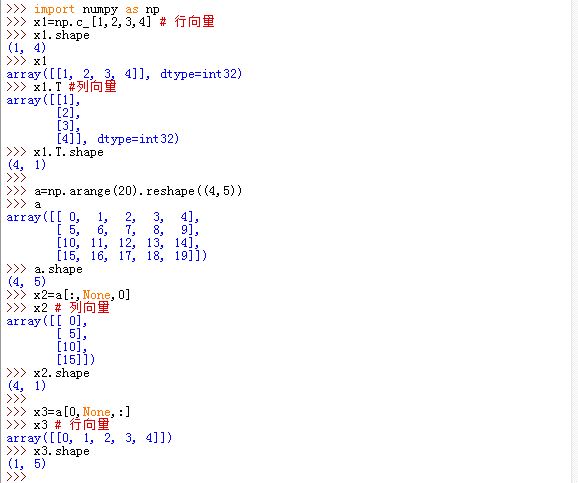 >>> import numpy as np
>>> x1=np.c_[1,2,3,4] # 行向量
>>> x1.shape
(1, 4)
>>> x1
array([[1, 2, 3, 4]], dtype=int32)
>>> x1.T #列向量
array([[1],
       [2],
       [3],
       [4]], dtype=int32)
>>> x1.T.shape
(4, 1)
>>>
>>> a=np.arange(20).reshape((4,5))
>>> a
array([[ 0,  1,  2,  3,  4],
       [ 5,  6,  7,  8,  9],
       [10, 11, 12, 13, 14],
       [15, 16, 17, 18, 19]])
>>> a.shape
(4, 5)
>>> x2=a[:,None,0]
>>> x2 # 列向量
array([[ 0],
       [ 5],
       [10],
       [15]])
>>> x2.shape
(4, 1)
>>>
>>> x3=a[0,None,:]
>>> x3 # 行向量
array([[0, 1, 2, 3, 4]])
>>> x3.shape
(1, 5)
>>>